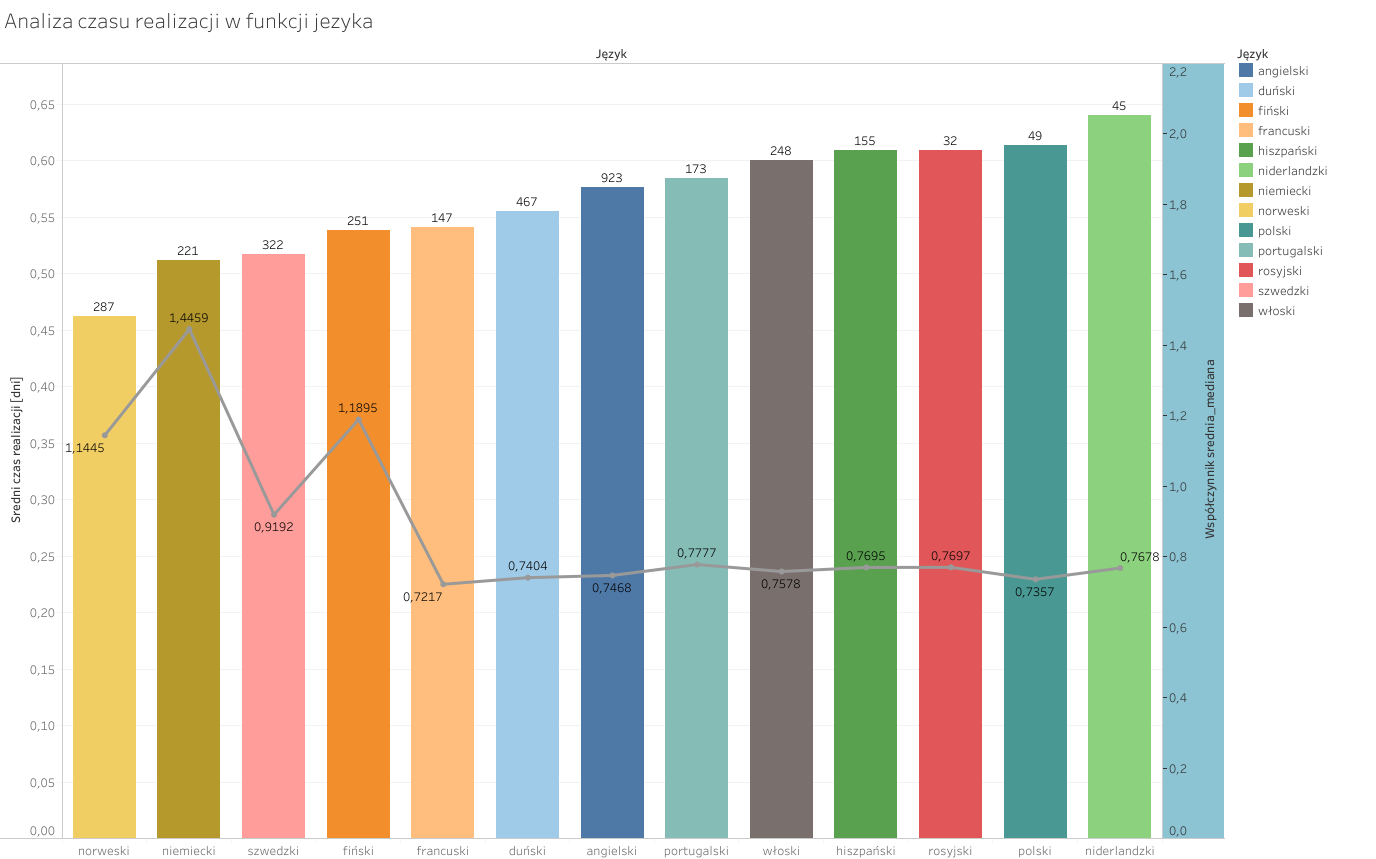 Analiza czasu realizacji w funkcji jezyka
Język
Język
angielski
duński
fiński
francuski
hiszpański
niderlandzki
niemiecki
norweski
polski
portugalski
rosyjski
szwedzki
włoski
Sredni czas realizacji [dni]
0,65
0,60
0,55
0,50
0,45
0,40
0,35
0,30
0,25
0,20
0,15
0,10
0,05
0,00
287
221
322
251
147
467
923
173
248
155
32
49
45
1,1445
1,4459
0,9192
1,1895
0,7217
0,7404
0,7468
0,7777
0,7578
0,7695
0,7697
0,7357
0,7678
2,2
2,0
1,8
1,6
1,4
1,2
1,0
0,8
0,6
0,4
0,2
0,0
Współczynnik srednia_mediana
norweski
niemiecki
szwedzki
fiński
francuski
duński
angielski
portugalski
włoski
hiszpański
rosyjski
polski
niderlandzki